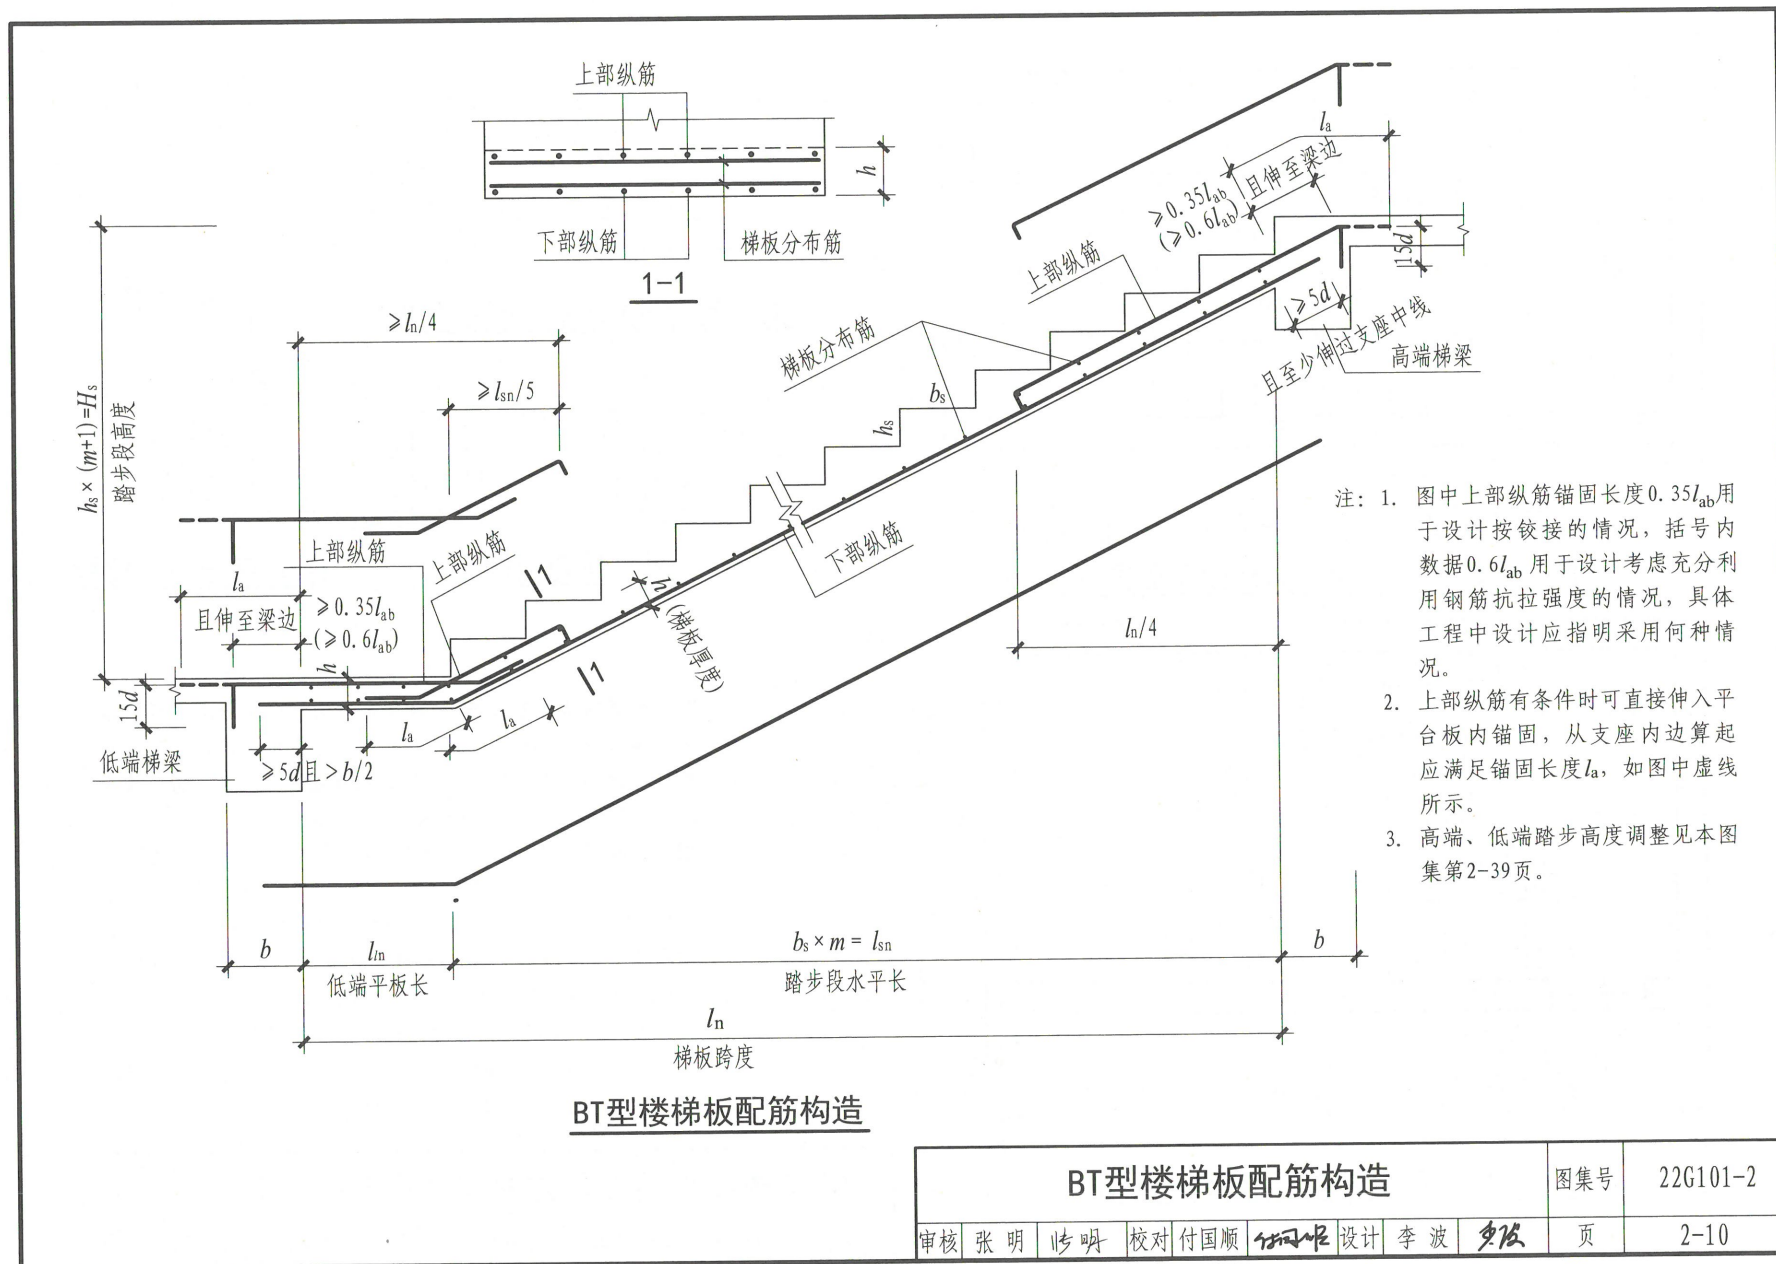 上部纵筋
h
下部纵筋
梯板分布筋
1-1
la
≥0.35lab
(≥0.6lab)
且伸至梁边
上部纵筋
15d
≥5d
且至少伸过支座中线
高端梯梁
梯板分布筋
bs
hs
≥ln/4
≥lsn/5
hs×(m+1)=Hs
踏步段高度
上部纵筋
上部纵筋
la
且伸至梁边
≥0.35lab
(≥0.6lab)
1
h
(梯板厚度)
下部纵筋
ln/4
h
1
15d
la
la
低端梯梁
≥5d且>b/2
注: 1. 图中上部纵筋锚固长度0.35lab用
于设计按铰接的情况，括号内
数据0.6lab 用于设计考虑充分利
用钢筋抗拉强度的情况，具体
工程中设计应指明采用何种情
况。
2. 上部纵筋有条件时可直接伸入平
台板内锚固，从支座内边算起
应满足锚固长度la，如图中虚线
所示。
3. 高端、低端踏步高度调整见本图
集第2-39页。
b
lln
低端平板长
bs×m=lsn
踏步段水平长
b
ln
梯板跨度
BT型楼梯板配筋构造
BT型楼梯板配筋构造
图集号 22G101-2
审核 张明 校对 付国顺 设计 李波 页 2-10